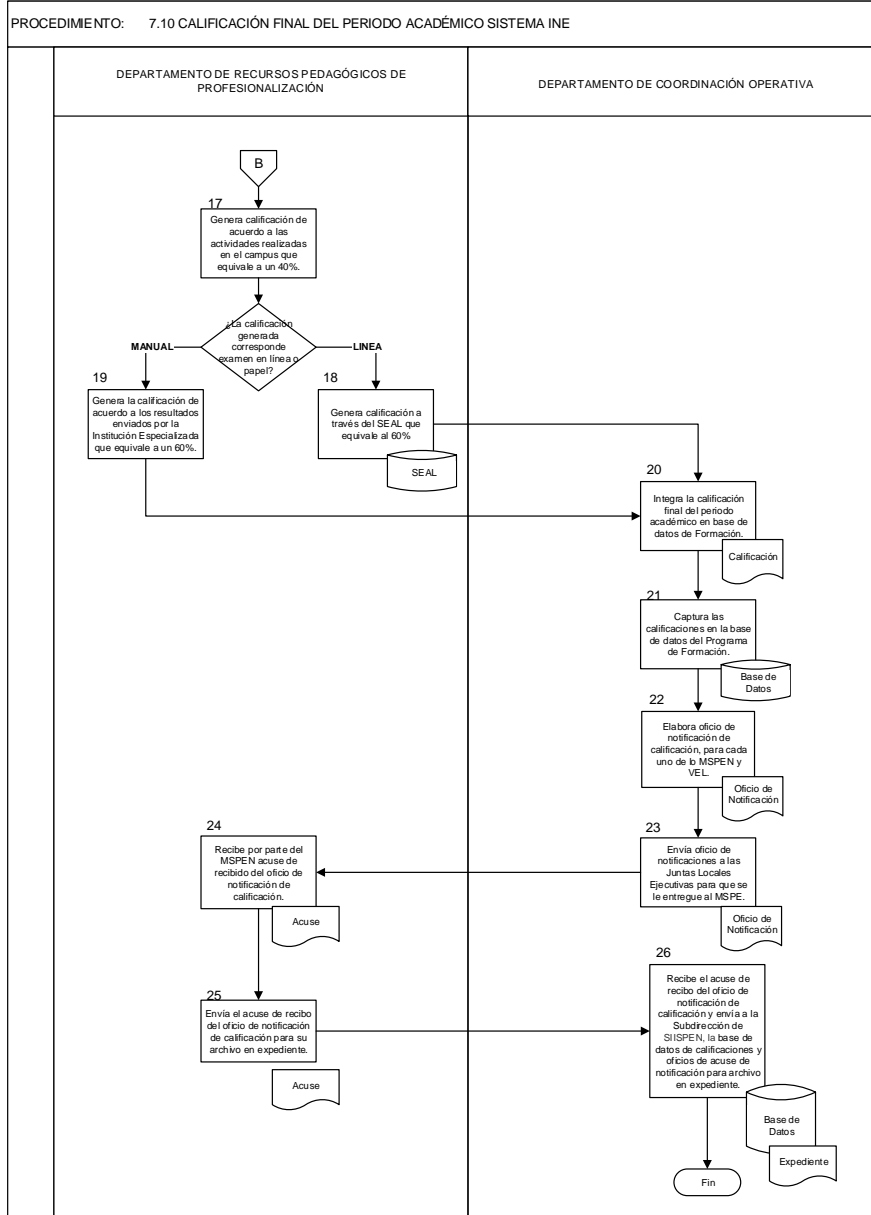 PROCEDIMIENTO: 7.10 CALIFICACIÓN FINAL DEL PERIODO ACADÉMICO SISTEMA INE
DEPARTAMENTO DE RECURSOS PEDAGÓGICOS DE
PROFESIONALIZACIÓN
DEPARTAMENTO DE COORDINACIÓN OPERATIVA
B
17
Genera calificación de
acuerdo a las
actividades realizadas
en el campus que
equivale a un 40%.
¿La calificación
generada
corresponde
examen en línea o
papel?
MANUAL
LINEA
19
Genera la calificación de
acuerdo a los resultados
enviados por la
Institución Especializada
que equivale a un 60%.
18
Genera calificación a
través del SEAL que
equivale al 60%
SEAL
20
Integra la calificación
final del periodo
académico en base de
datos de Formación.
Calificación
21
Captura las
calificaciones en la base
de datos del Programa
de Formación.
Base de
Datos
22
Elabora oficio de
notificación de
calificación, para cada
uno de lo MSPEN y
VEL.
Oficio de
Notificación
23
Envía oficio de
notificaciones a las
Juntas Locales
Ejecutivas para que se
le entregue al MSPE.
Oficio de
Notificación
24
Recibe por parte del
MSPEN acuse de
recibido del oficio de
notificación de
calificación.
Acuse
25
Envía el acuse de recibo
del oficio de notificación
de calificación para su
archivo en expediente.
Acuse
26
Recibe el acuse de
recibo del oficio de
notificación de
calificación y envía a la
Subdirección de
SIISPEN, la base de
datos de calificaciones y
oficios de acuse de
notificación para archivo
en expediente.
Base de
Datos
Expediente
Fin